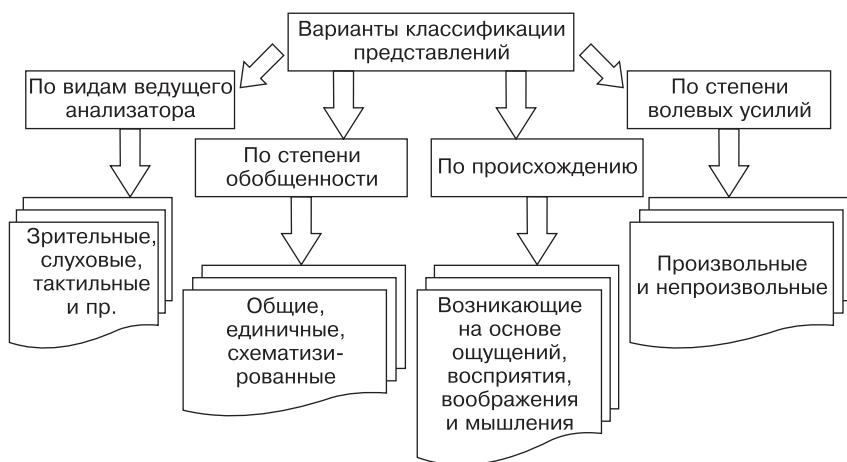 Варианты классификации
представлений
По видам ведущего
анализатора
По степени
волевых усилий
По степени
обобщенности
По происхождению
Зрительные,
слуховые,
тактильные
и пр.
Общие,
единичные,
схематизи-
рованные
Возникающие
на основе
ощущений,
восприятия,
воображения
и мышления
Произвольные
и непроизвольные